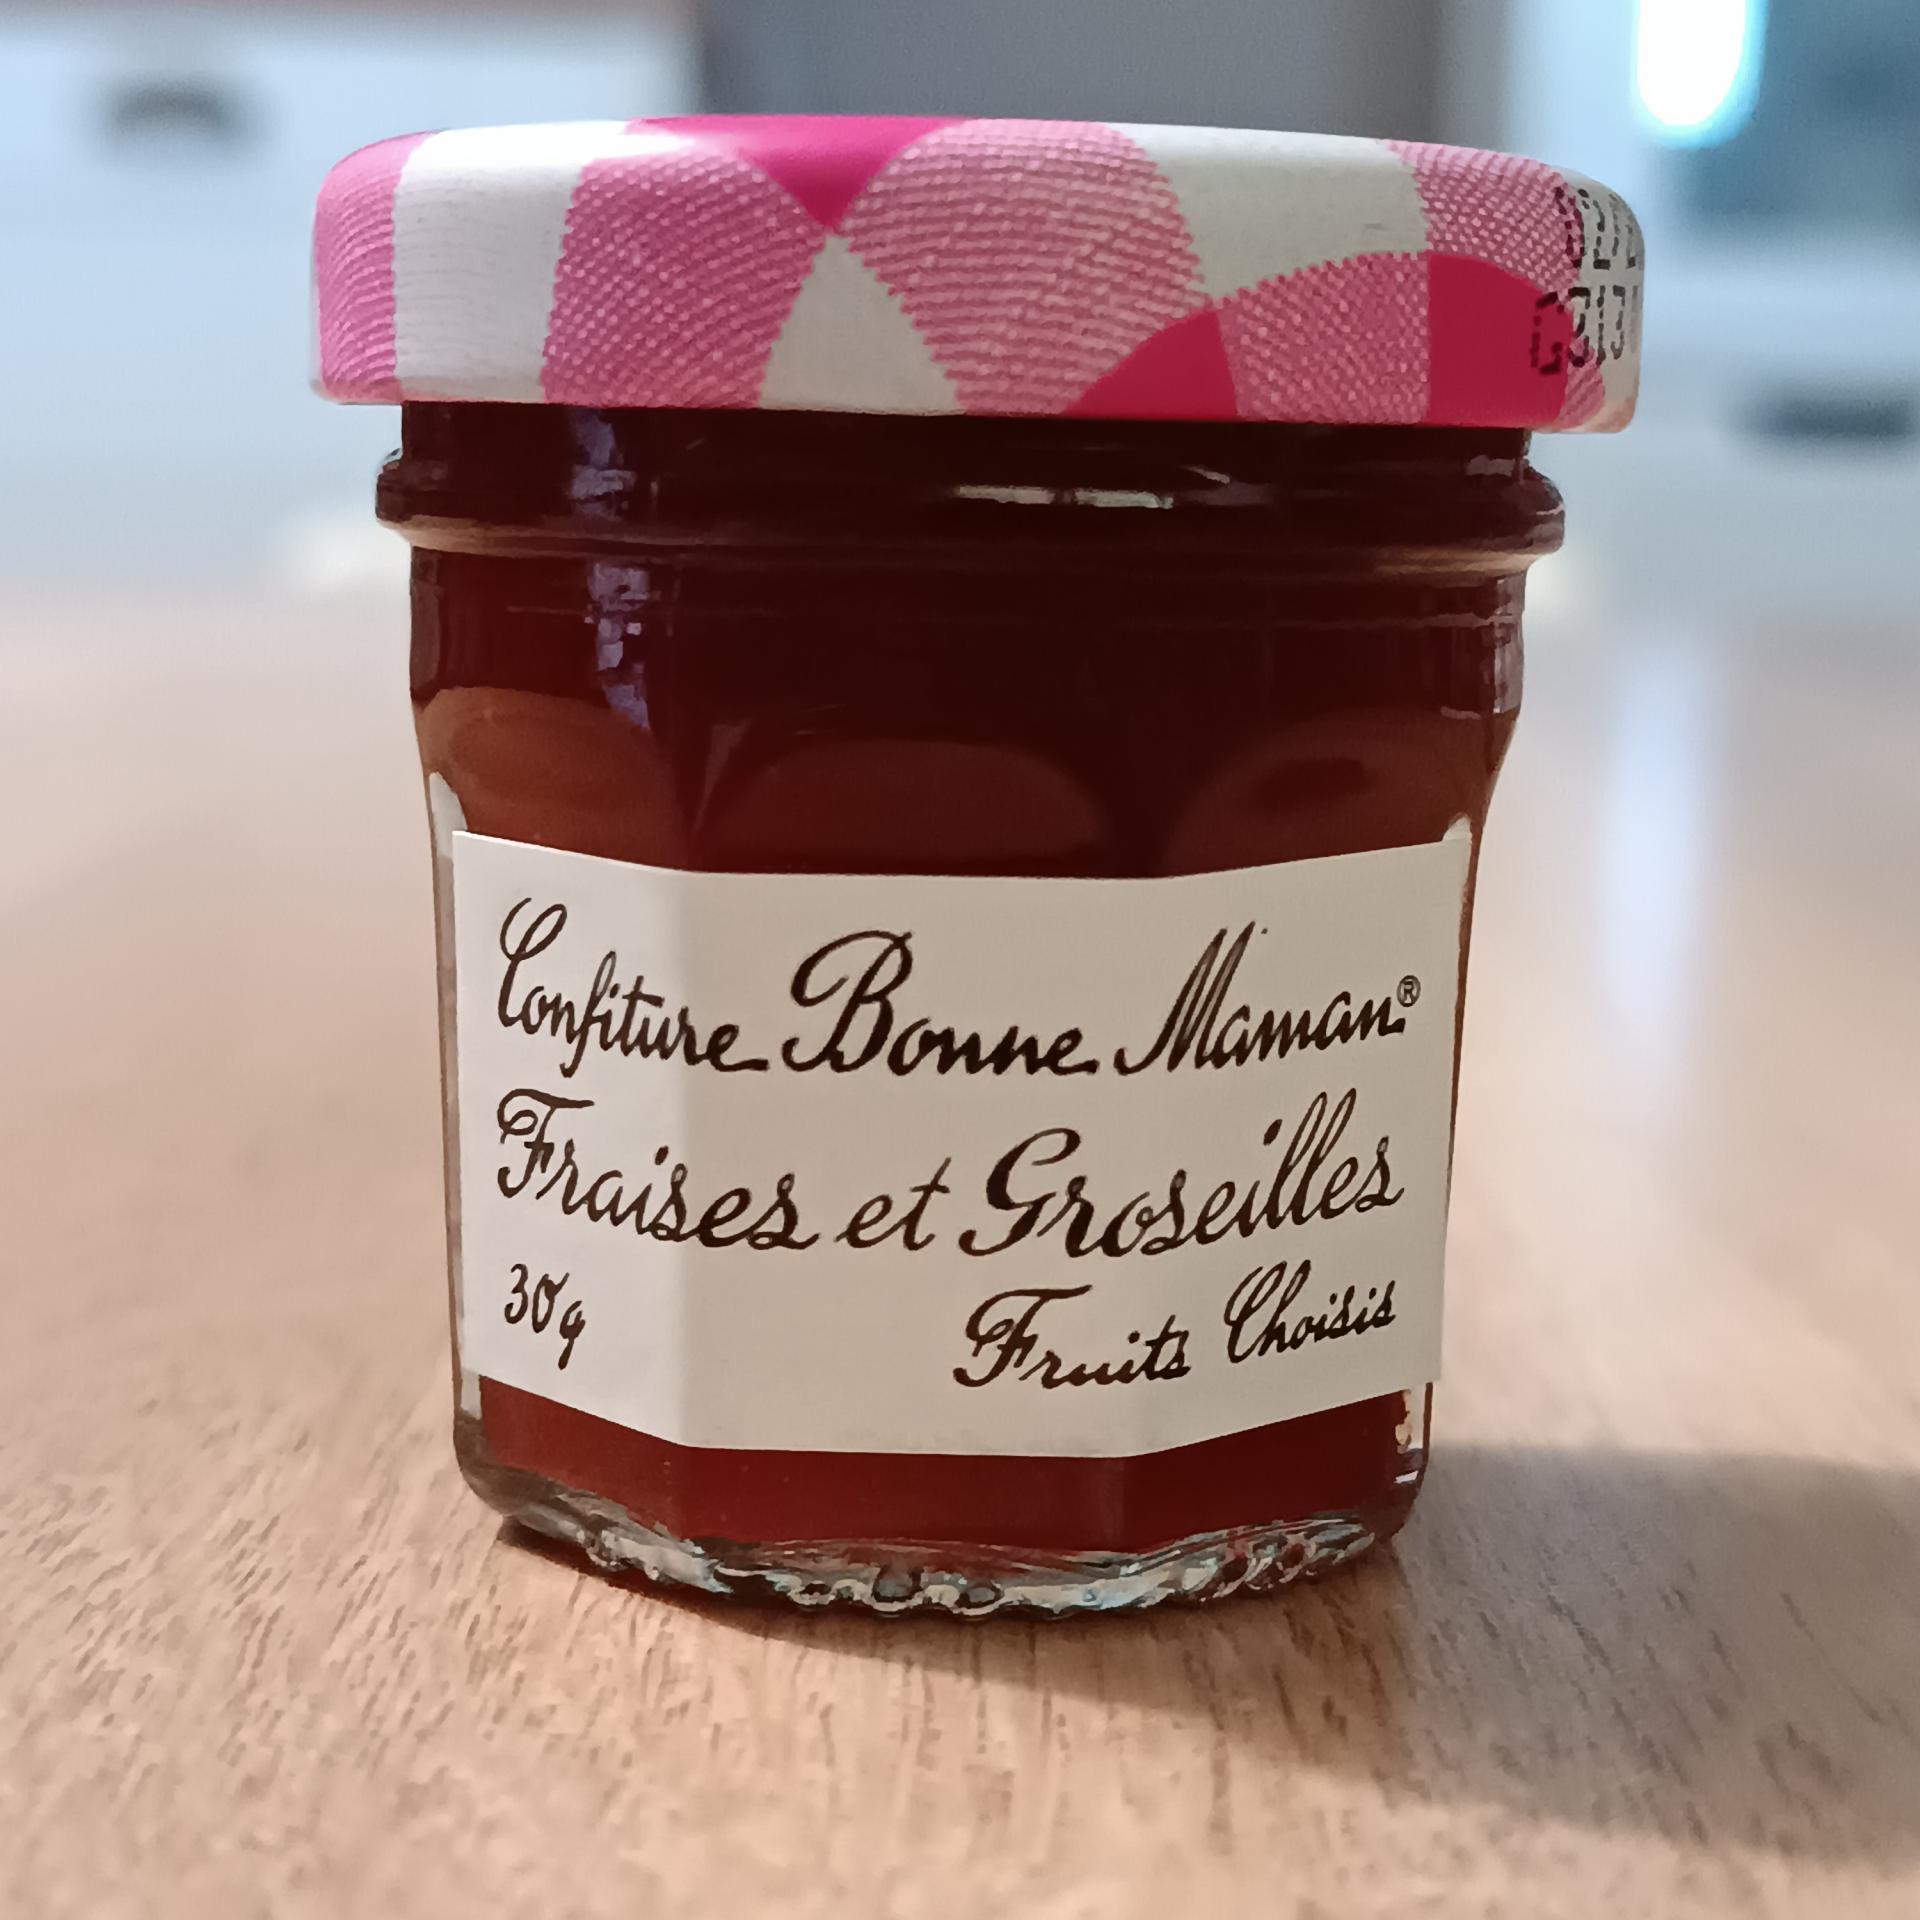 Confiture Bonne Maman®
Fraises et Groseilles
30g
Fruits Choisis